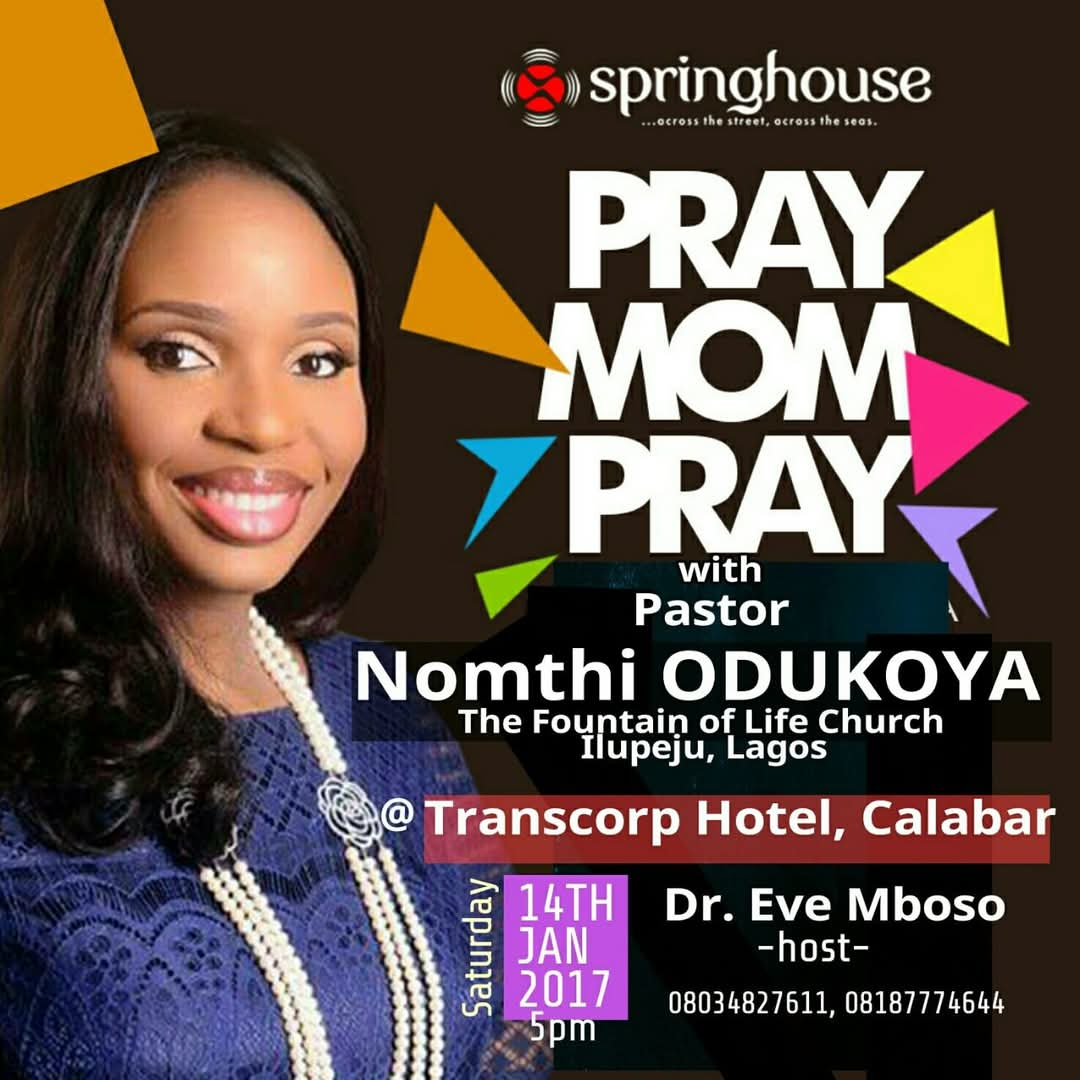 springhouse
...across the street, across the seas.
PRAY
MOM
PRAY
with
Pastor
Nomthi ODUKOYA
The Fountain of Life Church
Ilupeju, Lagos
@ Transcorp Hotel, Calabar
Saturday
14TH
JAN
2017
5pm
Dr. Eve Mboso
-host-
08034827611, 08187774644